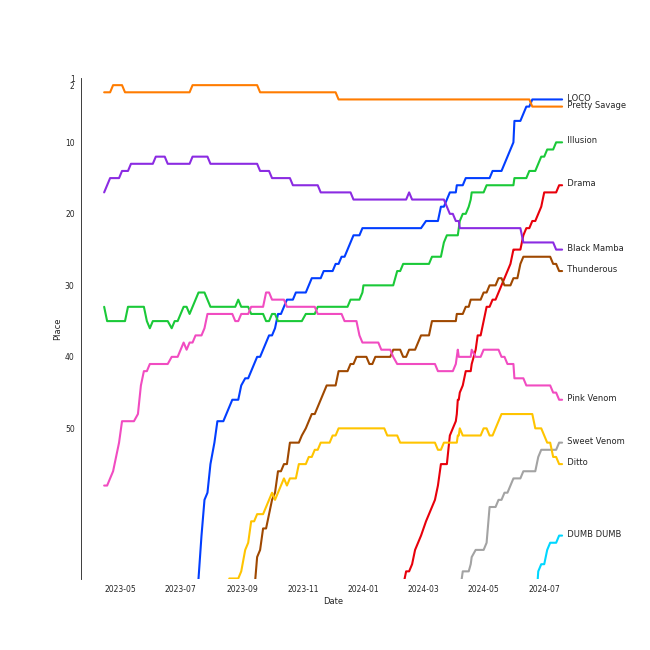 1
2
LOCO
Pretty Savage
10
Illusion
Drama
20
Black Mamba
Thunderous
30
Place
40
Pink Venom
50
Sweet Venom
Ditto
DUMB DUMB
2023-05 2023-07 2023-09 2023-11 2024-01 2024-03 2024-05 2024-07
Date